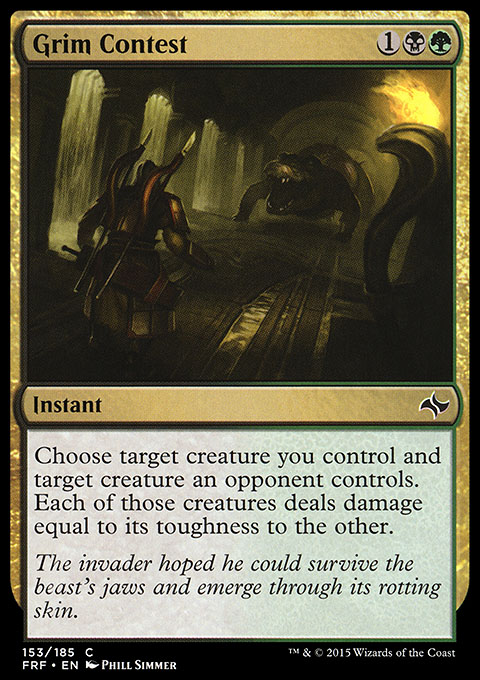 Grim Contest 1
Instant
Choose target creature you control and
target creature an opponent controls.
Each of those creatures deals damage
equal to its toughness to the other.
The invader hoped he could survive the
beast's jaws and emerge through its rotting
skin.
153/185 C
FRF • EN Phill Simmer
™ & © 2015 Wizards of the Coast